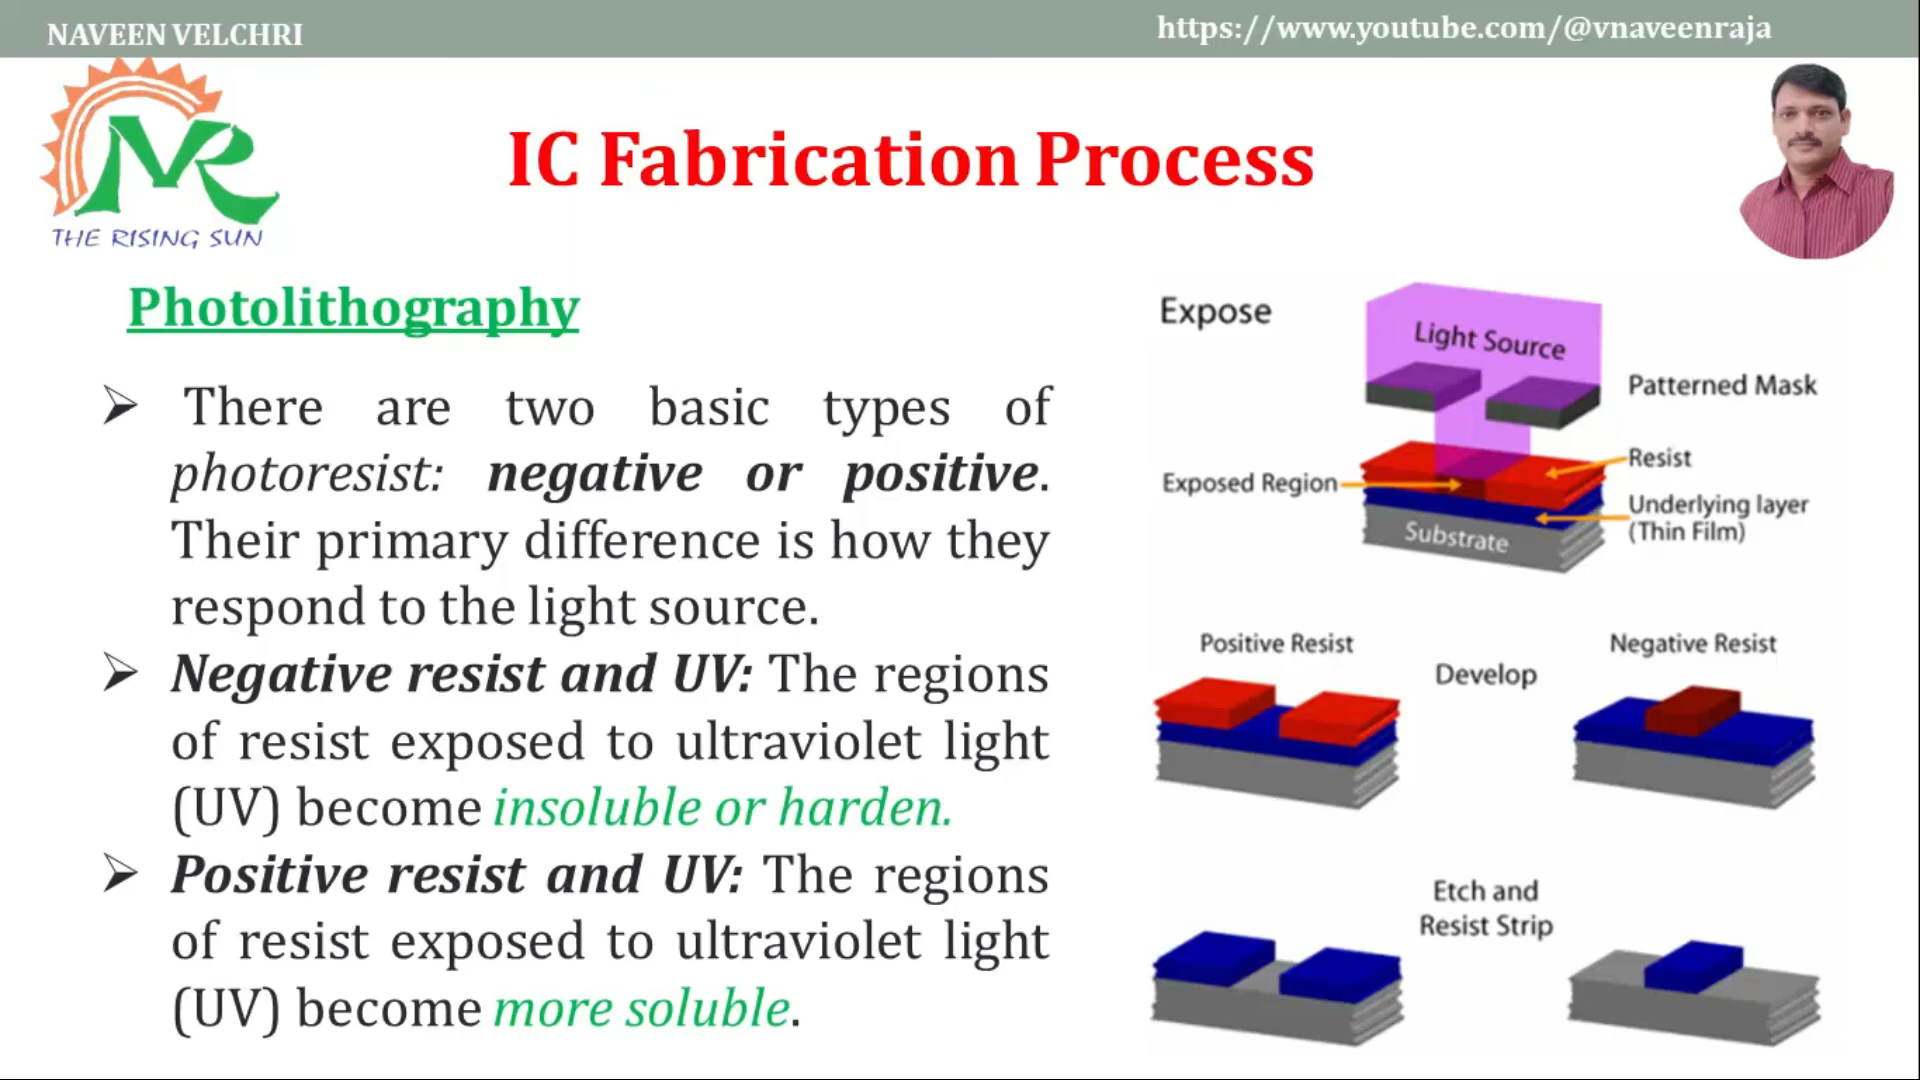 NAVEEN VELCHRI
https://www.youtube.com/@vnaveenraja
NR
THE RISING SUN
IC Fabrication Process
Photolithography
➢ There are two basic types of
photoresist: negative or positive.
Their primary difference is how they
respond to the light source.
➢ Negative resist and UV: The regions
of resist exposed to ultraviolet light
(UV) become insoluble or harden.
➢ Positive resist and UV: The regions
of resist exposed to ultraviolet light
(UV) become more soluble.
Expose
Light Source
Patterned Mask
Resist
Exposed Region
Underlying layer
(Thin Film)
Substrate
Positive Resist
Negative Resist
Develop
Etch and
Resist Strip